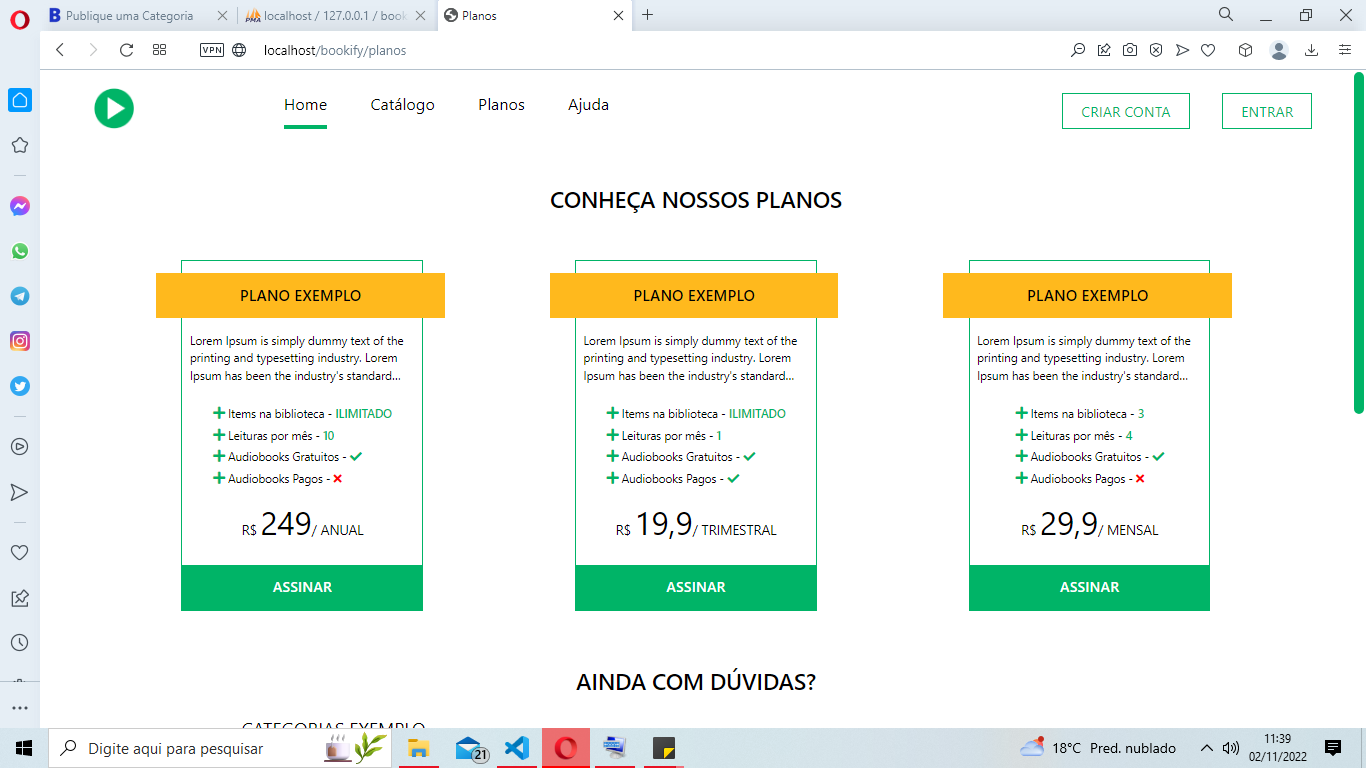 Publique uma Categoria
localhost / 127.0.0.1 / book
Planos
VPN
localhost/bookify/planos
Home
Catálogo
Planos
Ajuda
CRIAR CONTA
ENTRAR
CONHEÇA NOSSOS PLANOS
PLANO EXEMPLO
Lorem Ipsum is simply dummy text of the
printing and typesetting industry. Lorem
Ipsum has been the industry's standard...
Items na biblioteca - ILIMITADO
Leituras por mês - 10
Audiobooks Gratuitos -
Audiobooks Pagos -
R$ 249/ ANUAL
ASSINAR
PLANO EXEMPLO
Lorem Ipsum is simply dummy text of the
printing and typesetting industry. Lorem
Ipsum has been the industry's standard...
Items na biblioteca - ILIMITADO
Leituras por mês - 1
Audiobooks Gratuitos -
Audiobooks Pagos -
R$ 19,9/ TRIMESTRAL
ASSINAR
PLANO EXEMPLO
Lorem Ipsum is simply dummy text of the
printing and typesetting industry. Lorem
Ipsum has been the industry's standard...
Items na biblioteca - 3
Leituras por mês - 4
Audiobooks Gratuitos -
Audiobooks Pagos -
R$ 29,9/ MENSAL
ASSINAR
AINDA COM DÚVIDAS?
CATEGORIAS EXEMPLO
Digite aqui para pesquisar
21
18°C Pred. nublado
11:39
02/11/2022